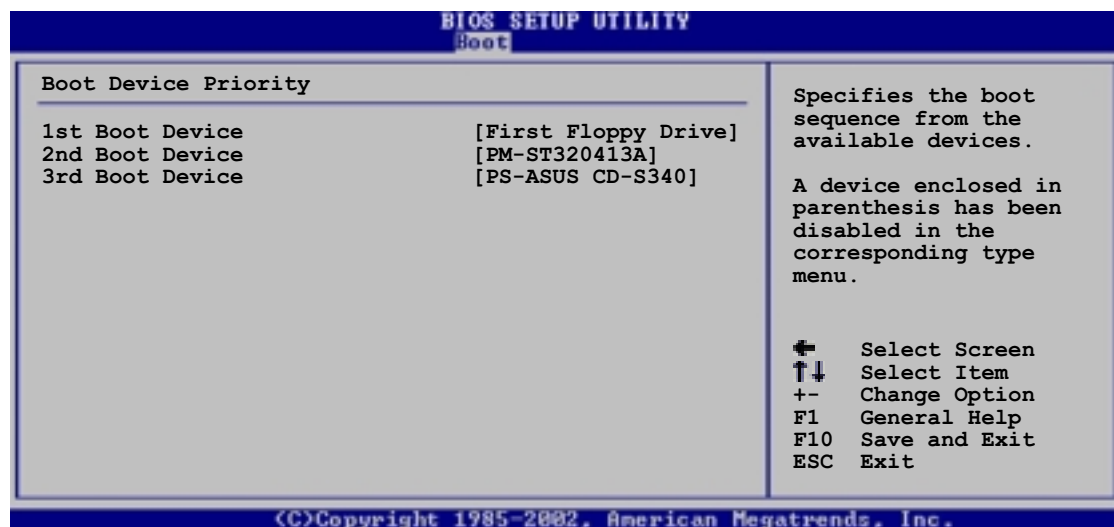 BIOS SETUP UTILITY
Boot
Boot Device Priority
1st Boot Device [First Floppy Drive]
2nd Boot Device [PM-ST320413A]
3rd Boot Device [PS-ASUS CD-S340]
Specifies the boot
sequence from the
available devices.
A device enclosed in
parenthesis has been
disabled in the
corresponding type
menu.
← Select Screen
↑↓ Select Item
+- Change Option
F1 General Help
F10 Save and Exit
ESC Exit
(C)Copyright 1985-2002, American Megatrends, Inc.